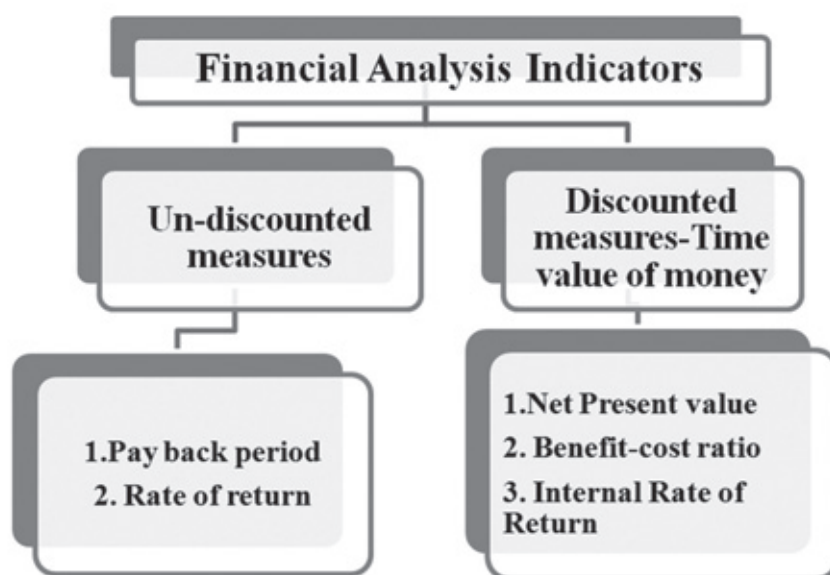 Financial Analysis Indicators
Un-discounted
measures
Discounted
measures-Time
value of money
1.Pay back period
2. Rate of return
1.Net Present value
2. Benefit-cost ratio
3. Internal Rate of
Return